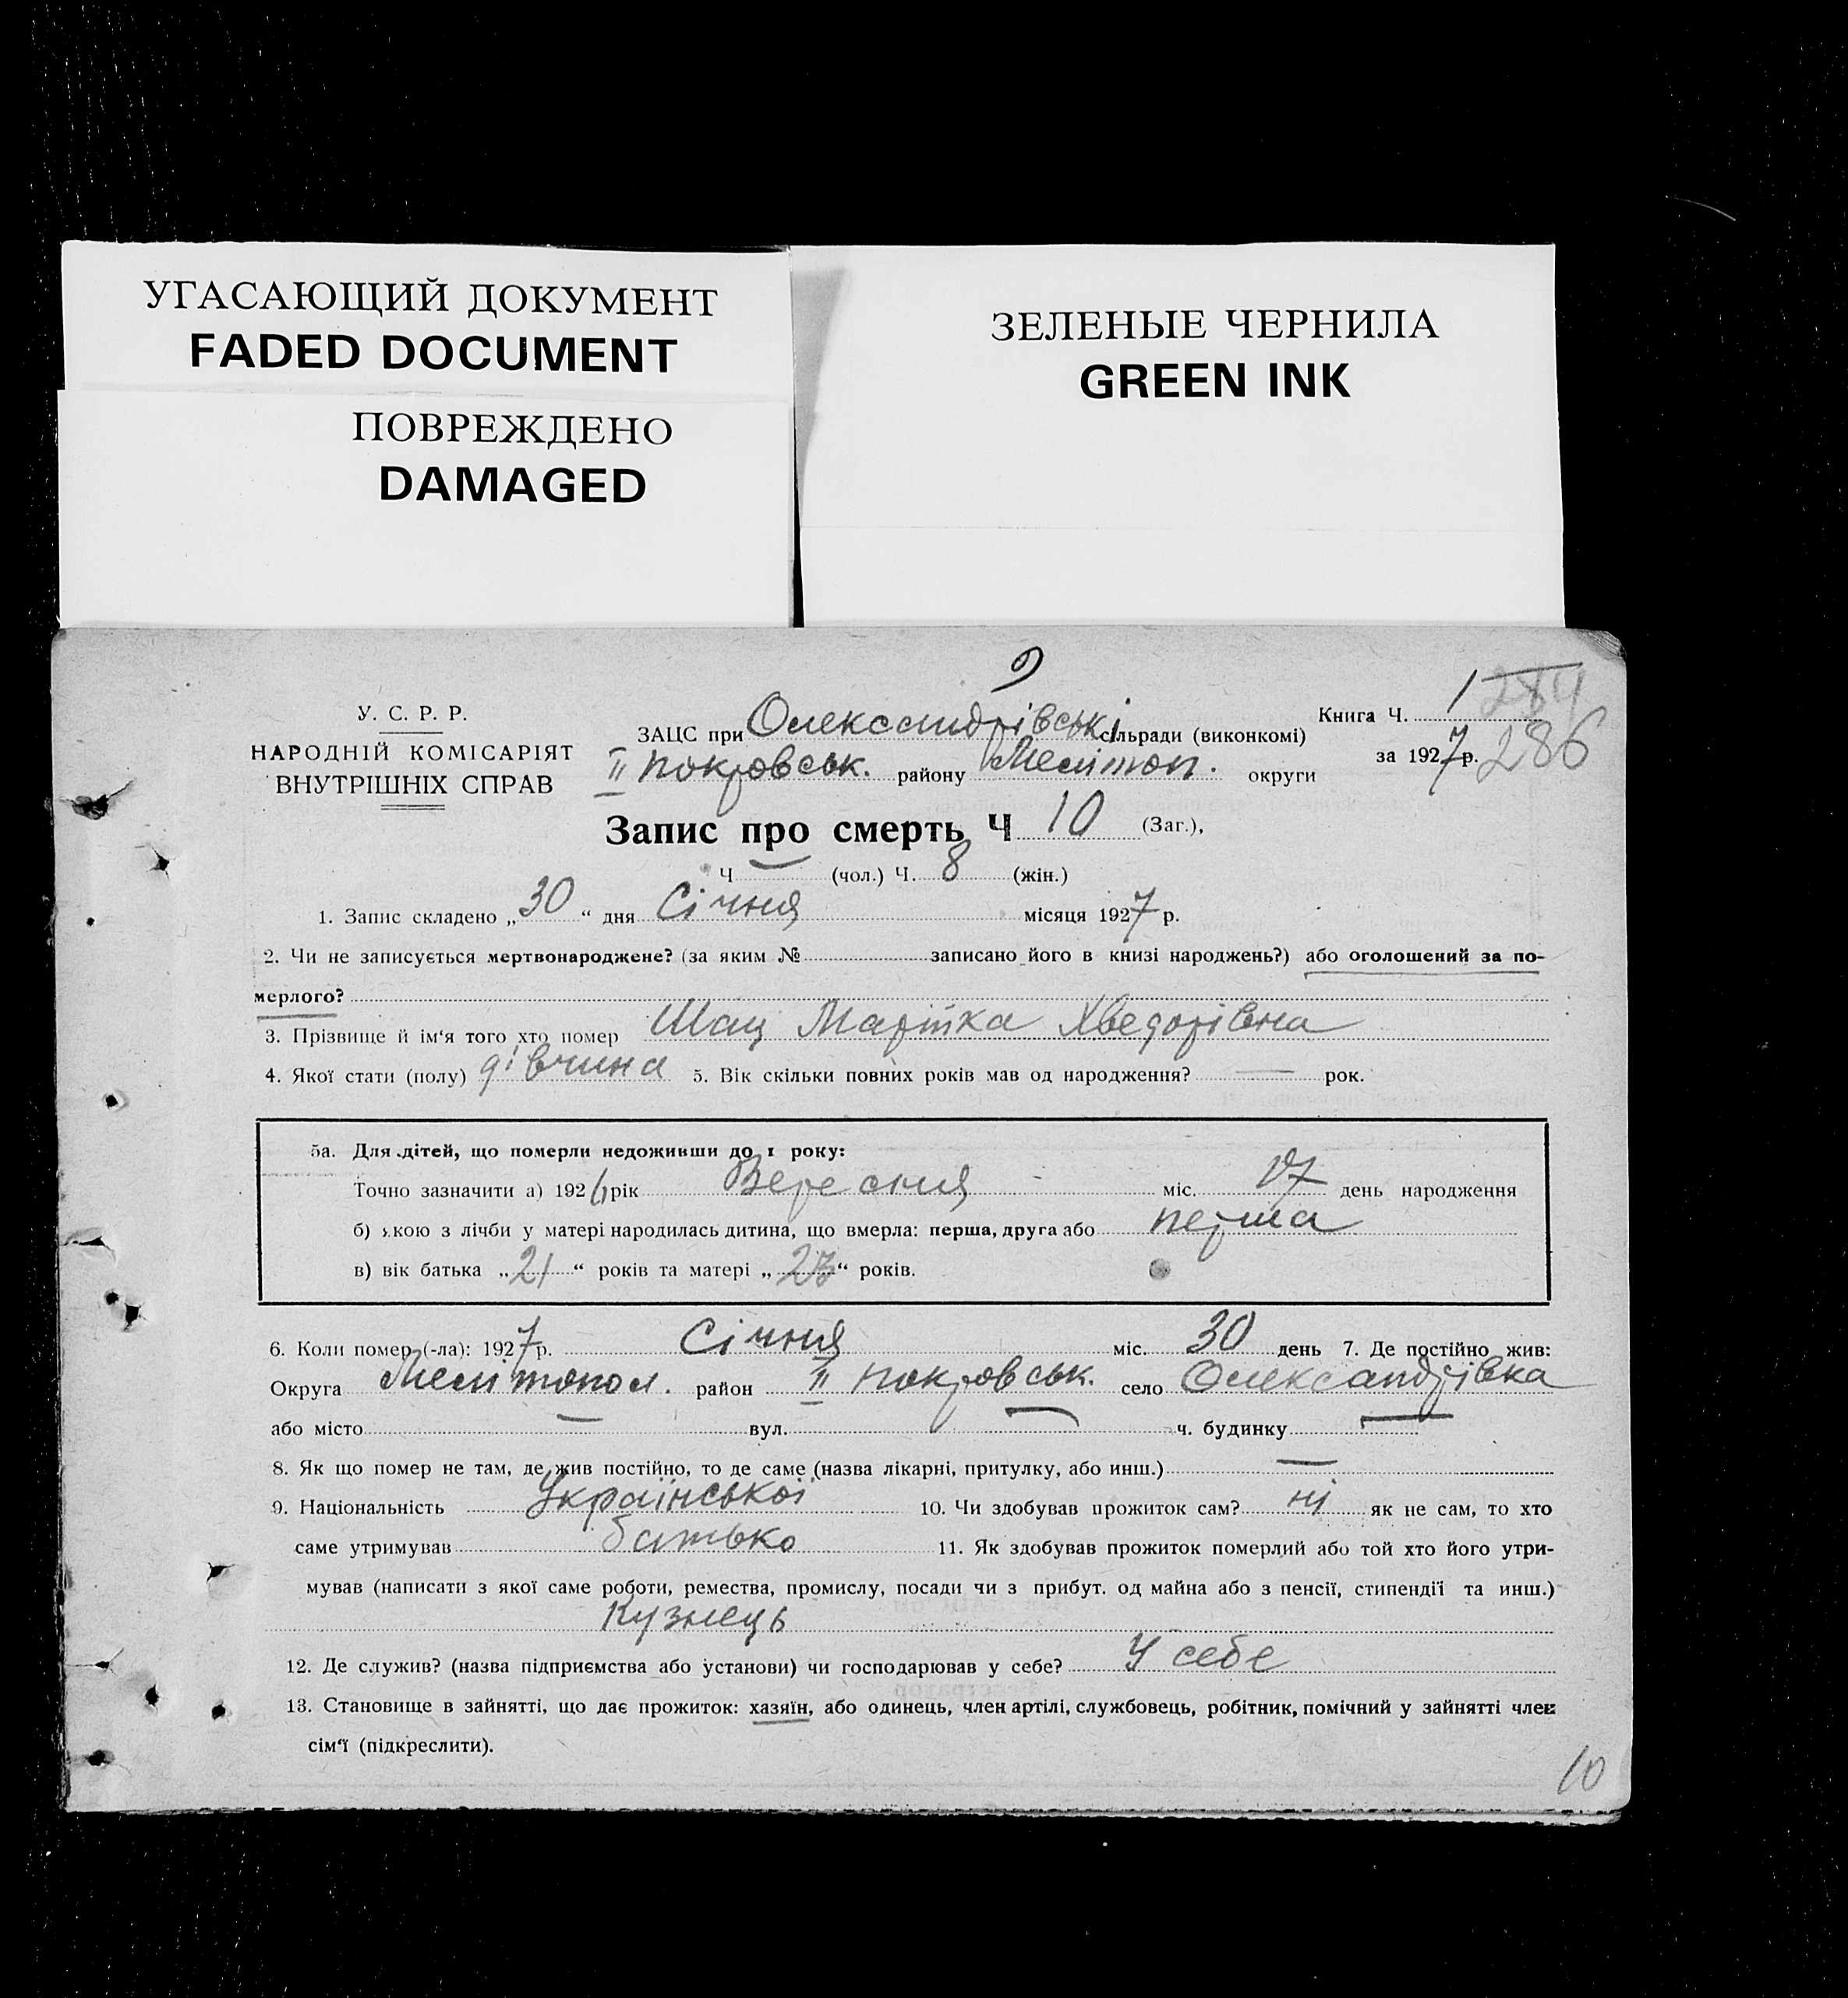 УГАСАЮЩИЙ ДОКУМЕНТ
FADED DOCUMENT
ПОВРЕЖДЕНО
DAMAGED
ЗЕЛЕНЫЕ ЧЕРНИЛА
GREEN INK
9
У. С. Р. Р.
НАРОДНІЙ КОМІСАРІЯТ
ВНУТРІШНІХ СПРАВ
ЗАЦС при Олександрівські сільради (виконкомі)
II покровськ. району Мелітоп. округи
Книга Ч. 1 284
за 1927 р. 286
Запис про смерть Ч 10 (Заг.),
Ч — (чол.) Ч. 8 (жін.)
1. Запис складено „30“ дня Січня місяця 1927 р.
2. Чи не записується мертвонароджене? (за яким № записано його в книзі народжень?) або оголошений за по-
мерлого?
3. Прізвище й ім'я того хто помер Шац Марійка Хведорівна
4. Якої стати (полу) дівчина 5. Вік скільки повних років мав од народження? — рок.
5а. Для дітей, що померли недоживши до 1 року:
Точно зазначити а) 1926 рік Вересня міс. 17 день народження
б) якою з лічби у матері народилась дитина, що вмерла: перша, друга або перша
в) вік батька „21“ років та матері „23“ років.
6. Коли помер (-ла): 1927 р. Січня міс. 30 день 7. Де постійно жив:
Округа Мелітопол. район II покровськ. село Олександрівка
або місто — вул. — ч. будинку —
8. Як що помер не там, де жив постійно, то де саме (назва лікарні, притулку, або инш.) —
9. Національність Української 10. Чи здобував прожиток сам? ні як не сам, то хто
саме утримував батько 11. Як здобував прожиток померлий або той хто його утри-
мував (написати з якої саме роботи, ремества, промислу, посади чи з прибут. од майна або з пенсії, стипендії та инш.)
Кузнець
12. Де служив? (назва підприємства або установи) чи господарював у себе? У себе
13. Становище в зайнятті, що дає прожиток: хазяїн, або одинець, член артілі, службовець, робітник, помічний у зайнятті член
сім'ї (підкреслити).
10